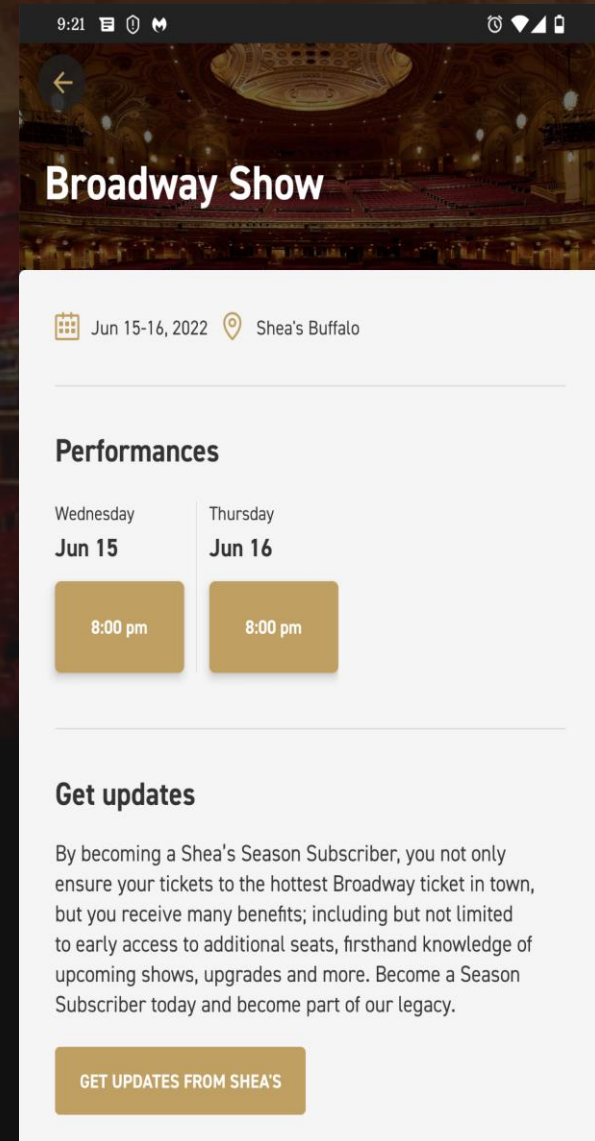 9:21
Broadway Show
Jun 15-16, 2022 Shea's Buffalo
Performances
Wednesday Thursday
Jun 15 Jun 16
8:00 pm 8:00 pm
Get updates
By becoming a Shea's Season Subscriber, you not only
ensure your tickets to the hottest Broadway ticket in town,
but you receive many benefits; including but not limited
to early access to additional seats, firsthand knowledge of
upcoming shows, upgrades and more. Become a Season
Subscriber today and become part of our legacy.
GET UPDATES FROM SHEA'S